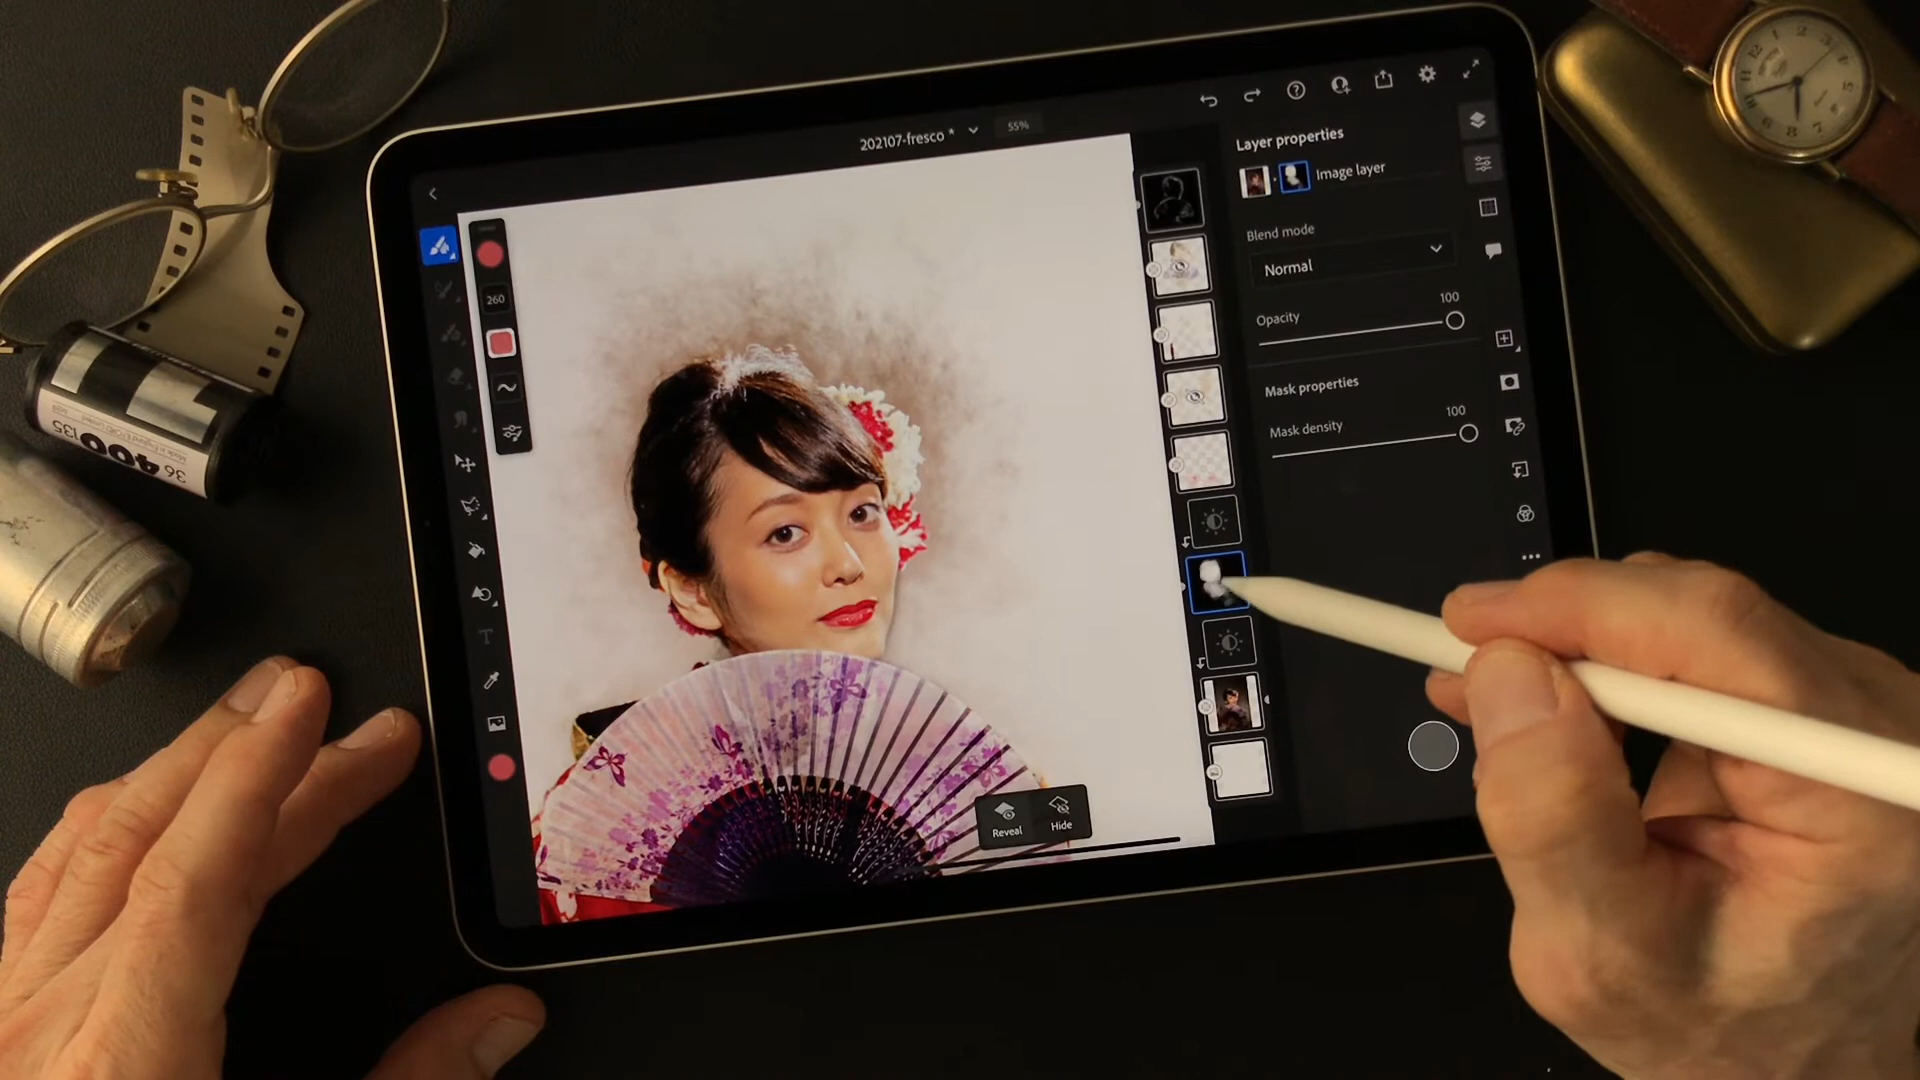 202107-fresco *
55%
260
T
Layer properties
Image layer
Blend mode
Normal
100
Opacity
Mask properties
100
Mask density
Reveal
Hide
400
36
135